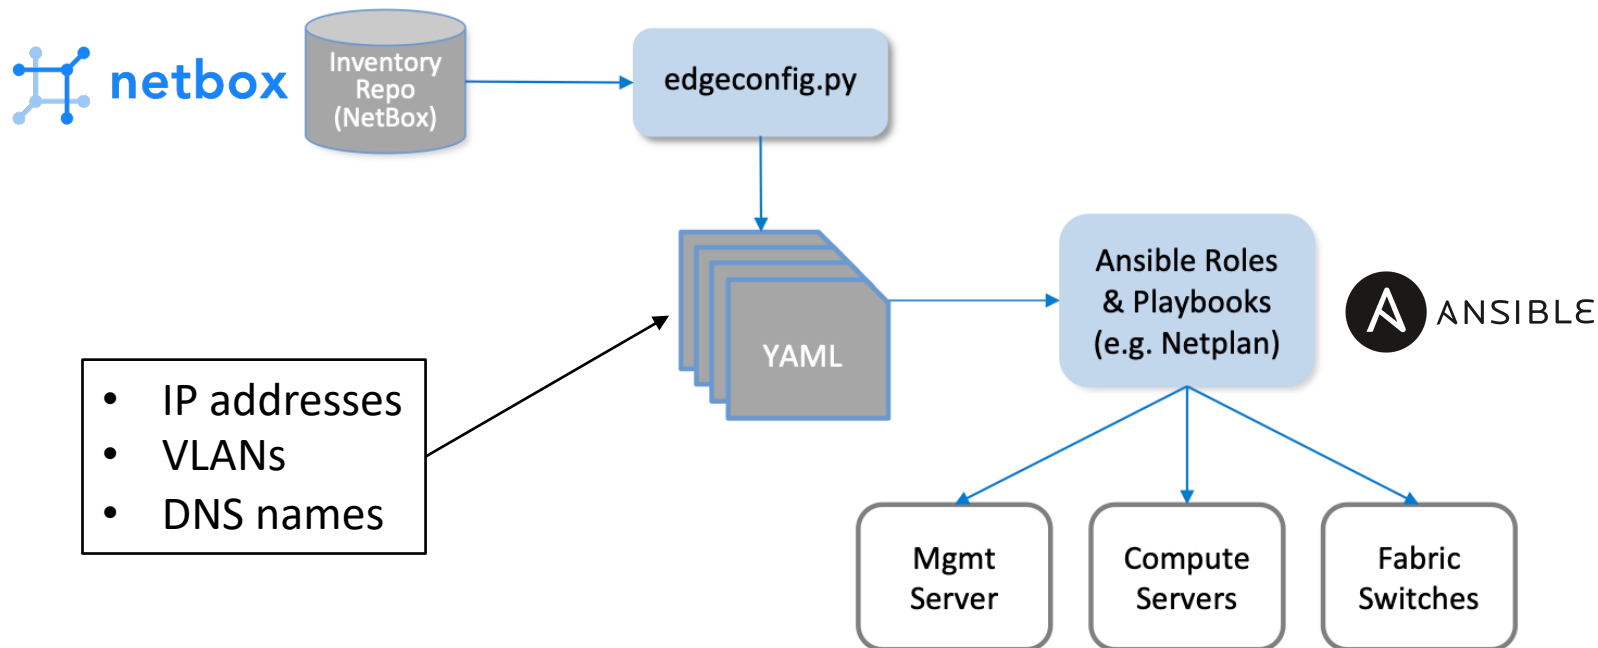 netbox
Inventory
Repo
(NetBox)
edgeconfig.py
YAML
Ansible Roles
& Playbooks
(e.g. Netplan)
A ANSIBLE
• IP addresses
• VLANs
• DNS names
Mgmt
Server
Compute
Servers
Fabric
Switches